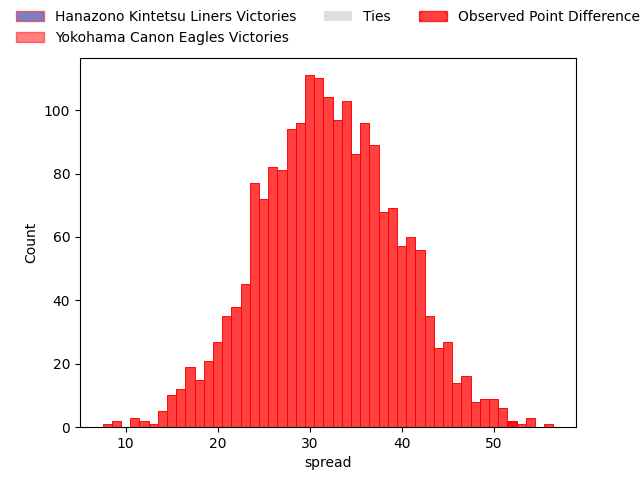 Hanazono Kintetsu Liners Victories
Yokohama Canon Eagles Victories
Ties
Observed Point Difference
100
80
60
40
20
0
Count
10 20 30 40 50
spread